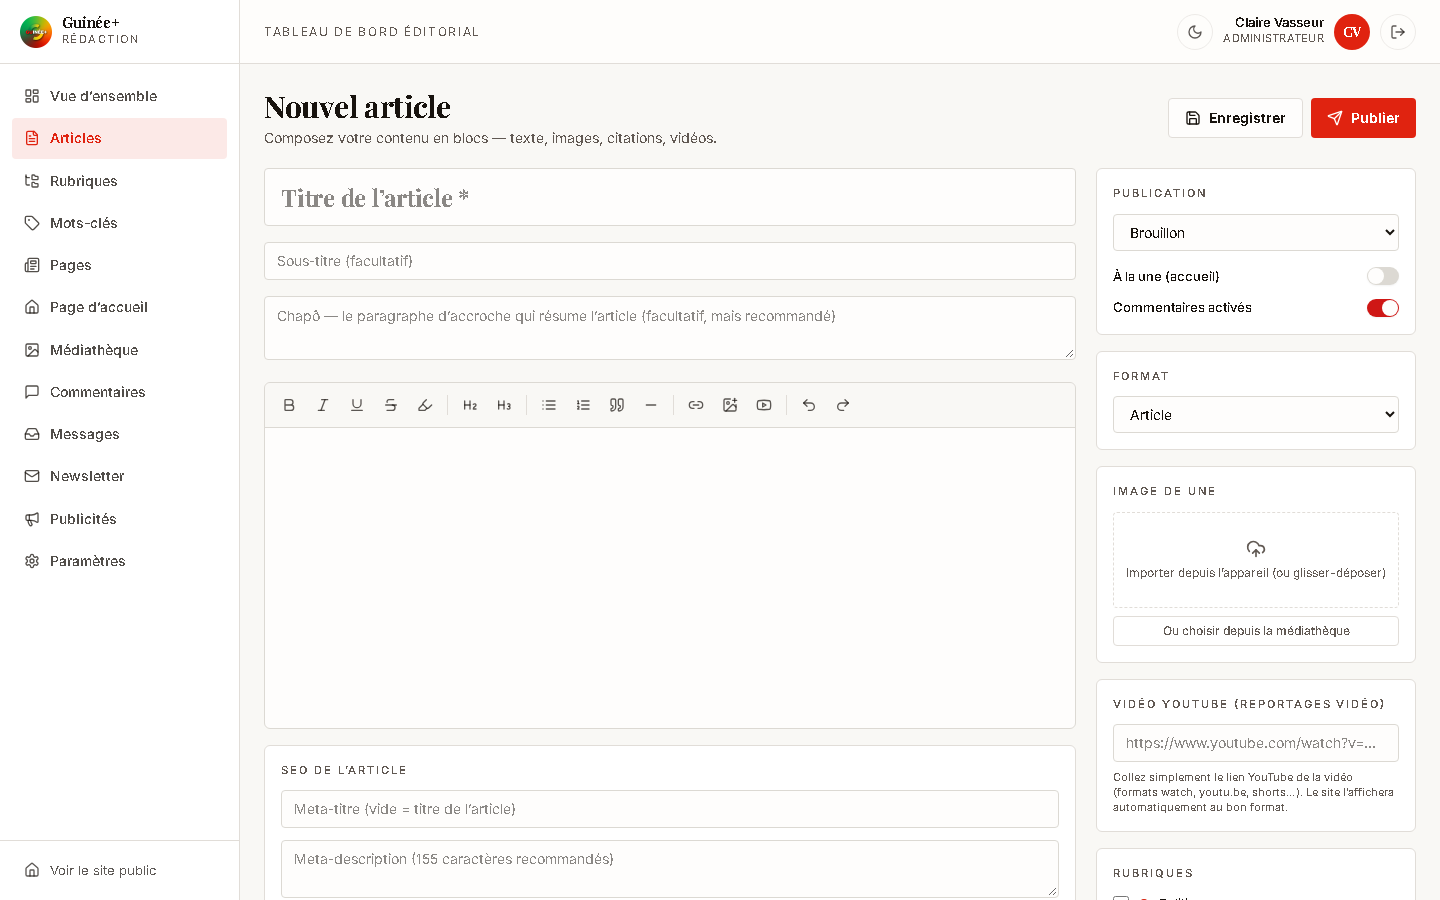 Guinée+
RÉDACTION
TABLEAU DE BORD ÉDITORIAL
Claire Vasseur
ADMINISTRATEUR
CV
Vue d'ensemble
Articles
Rubriques
Mots-clés
Pages
Page d'accueil
Médiathèque
Commentaires
Messages
Newsletter
Publicités
Paramètres
Voir le site public
Nouvel article
Composez votre contenu en blocs — texte, images, citations, vidéos.
Enregistrer
Publier
Titre de l'article *
Sous-titre (facultatif)
Chapô — le paragraphe d'accroche qui résume l'article (facultatif, mais recommandé)
B I U S H2 H3
SEO DE L'ARTICLE
Meta-titre (vide = titre de l'article)
Meta-description (155 caractères recommandés)
PUBLICATION
Brouillon
À la une (accueil)
Commentaires activés
FORMAT
Article
IMAGE DE UNE
Importer depuis l'appareil (ou glisser-déposer)
Ou choisir depuis la médiathèque
VIDÉO YOUTUBE (REPORTAGES VIDÉO)
https://www.youtube.com/watch?v=...
Collez simplement le lien YouTube de la vidéo
(formats watch, youtu.be, shorts…). Le site l'affichera
automatiquement au bon format.
RUBRIQUES